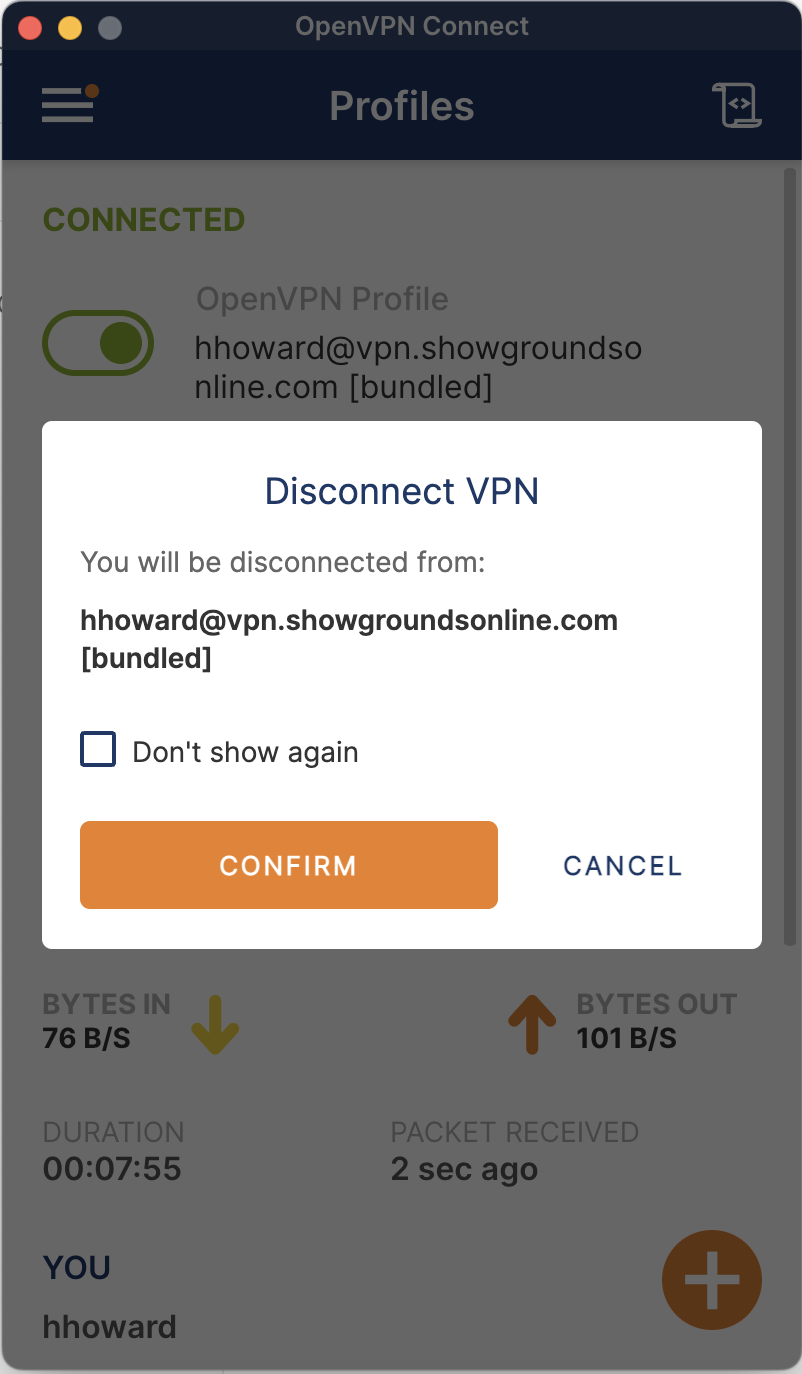 OpenVPN Connect
Profiles
CONNECTED
OpenVPN Profile
hhoward@vpn.showgroundso
nline.com [bundled]
Disconnect VPN
You will be disconnected from:
hhoward@vpn.showgroundsonline.com
[bundled]
Don't show again
CONFIRM
CANCEL
BYTES IN
76 B/S
BYTES OUT
101 B/S
DURATION
00:07:55
PACKET RECEIVED
2 sec ago
YOU
hhoward